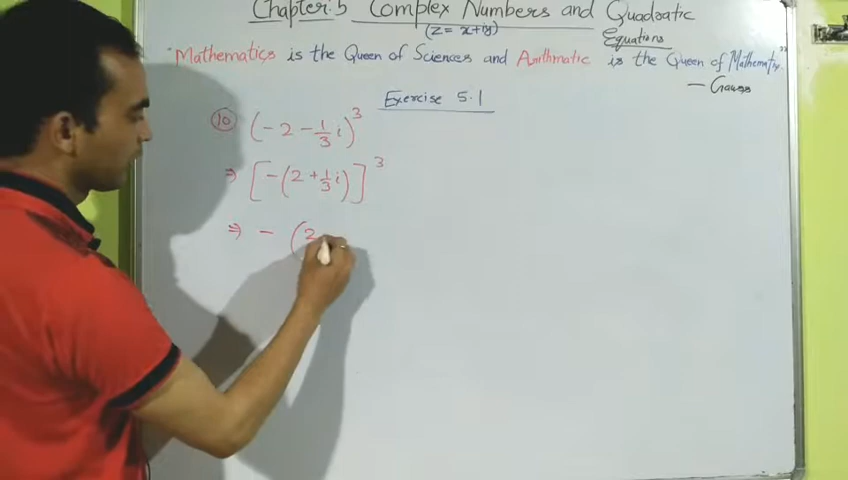 Chapter:5 Complex Numbers and Quadratic Equations
(z = x+iy)
"Mathematics is the Queen of Sciences and Arithmatic is the Queen of Mathematics"
— Gauss
Exercise 5.1
10 (-2 - 1/3 i)^3
⇒ [-(2 + 1/3 i)]^3
⇒ - (2